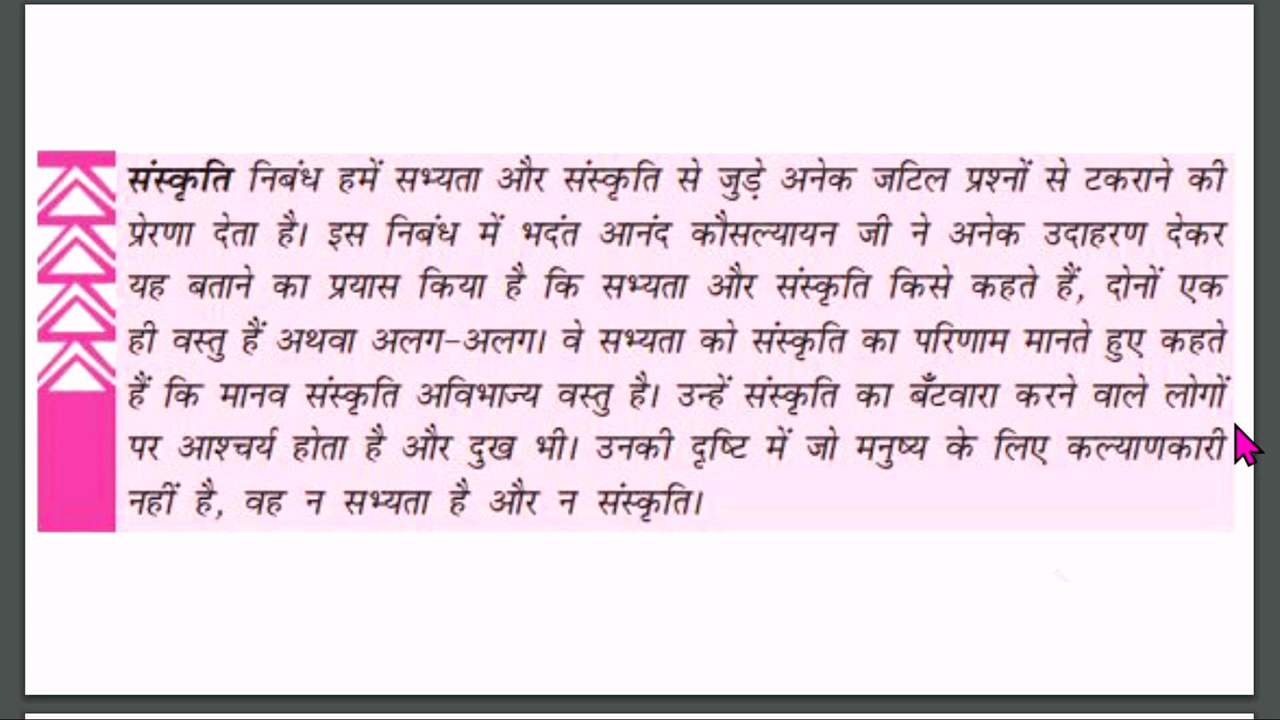 संस्कृति निबंध हमें सभ्यता और संस्कृति से जुड़े अनेक जटिल प्रश्नों से टकराने की
प्रेरणा देता है। इस निबंध में भदंत आनंद कौसल्यायन जी ने अनेक उदाहरण देकर
यह बताने का प्रयास किया है कि सभ्यता और संस्कृति किसे कहते हैं, दोनों एक
ही वस्तु हैं अथवा अलग-अलग। वे सभ्यता को संस्कृति का परिणाम मानते हुए कहते
हैं कि मानव संस्कृति अविभाज्य वस्तु है। उन्हें संस्कृति का बँटवारा करने वाले लोगों
पर आश्चर्य होता है और दुख भी। उनकी दृष्टि में जो मनुष्य के लिए कल्याणकारी
नहीं है, वह न सभ्यता है और न संस्कृति।